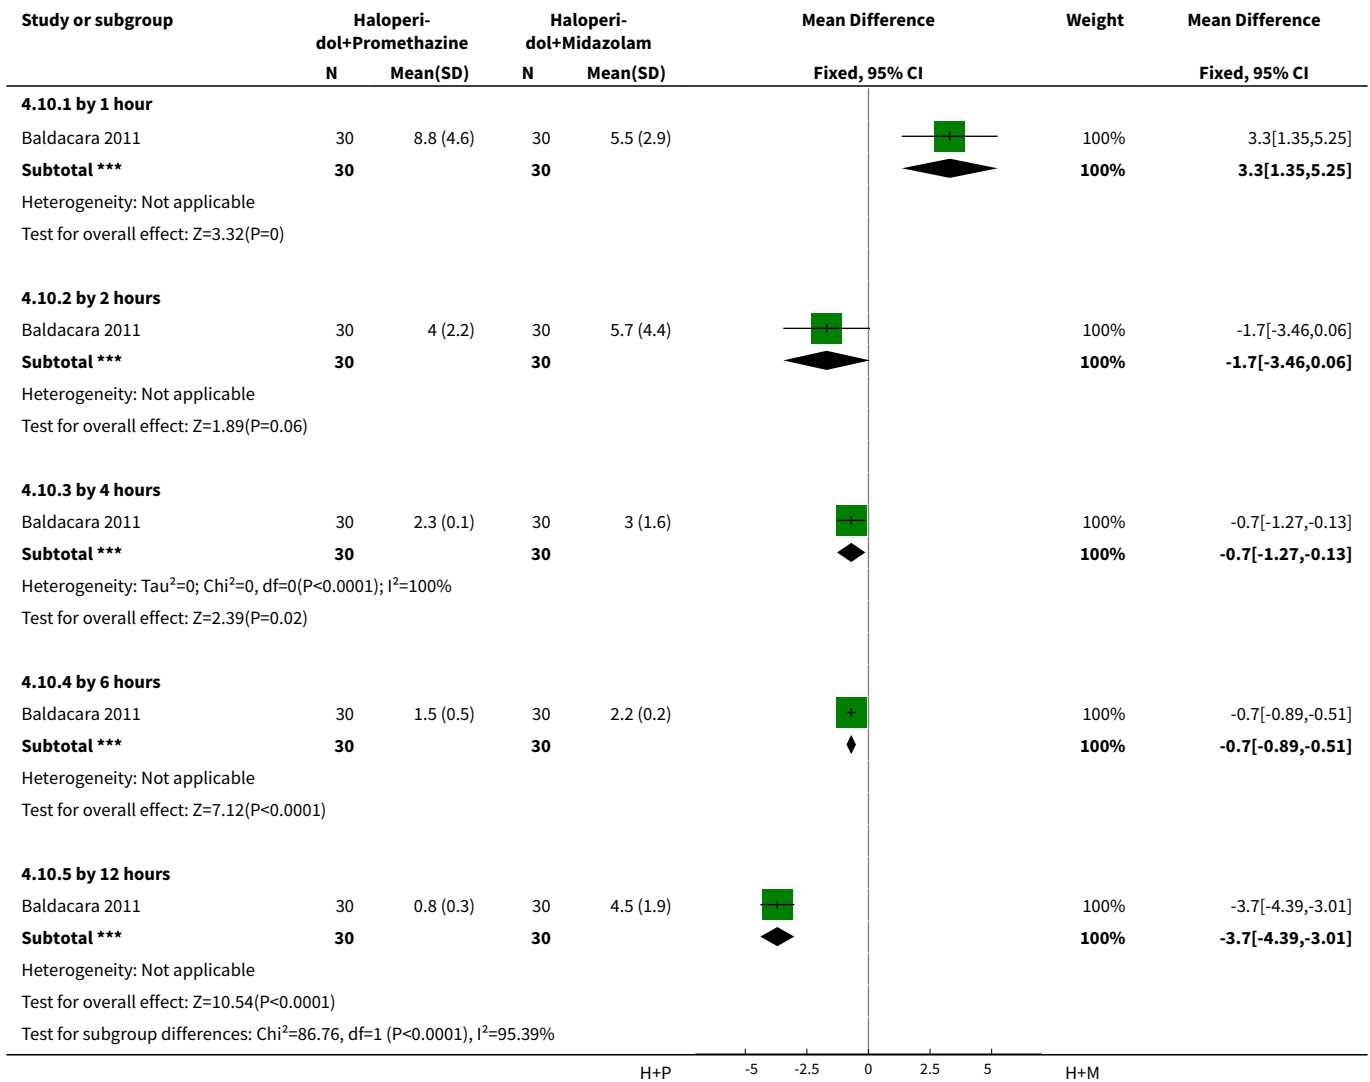 Study or subgroup Haloperi- Haloperi- Mean Difference Weight Mean Difference
dol+Promethazine dol+Midazolam
N Mean(SD) N Mean(SD) Fixed, 95% CI Fixed, 95% CI
4.10.1 by 1 hour
Baldacara 2011 30 8.8 (4.6) 30 5.5 (2.9) 100% 3.3[1.35,5.25]
Subtotal *** 30 30 100% 3.3[1.35,5.25]
Heterogeneity: Not applicable
Test for overall effect: Z=3.32(P=0)
4.10.2 by 2 hours
Baldacara 2011 30 4 (2.2) 30 5.7 (4.4) 100% -1.7[-3.46,0.06]
Subtotal *** 30 30 100% -1.7[-3.46,0.06]
Heterogeneity: Not applicable
Test for overall effect: Z=1.89(P=0.06)
4.10.3 by 4 hours
Baldacara 2011 30 2.3 (0.1) 30 3 (1.6) 100% -0.7[-1.27,-0.13]
Subtotal *** 30 30 100% -0.7[-1.27,-0.13]
Heterogeneity: Tau²=0; Chi²=0, df=0(P<0.0001); I²=100%
Test for overall effect: Z=2.39(P=0.02)
4.10.4 by 6 hours
Baldacara 2011 30 1.5 (0.5) 30 2.2 (0.2) 100% -0.7[-0.89,-0.51]
Subtotal *** 30 30 100% -0.7[-0.89,-0.51]
Heterogeneity: Not applicable
Test for overall effect: Z=7.12(P<0.0001)
4.10.5 by 12 hours
Baldacara 2011 30 0.8 (0.3) 30 4.5 (1.9) 100% -3.7[-4.39,-3.01]
Subtotal *** 30 30 100% -3.7[-4.39,-3.01]
Heterogeneity: Not applicable
Test for overall effect: Z=10.54(P<0.0001)
Test for subgroup differences: Chi²=86.76, df=1 (P<0.0001), I²=95.39%
H+P -5 -2.5 0 2.5 5 H+M